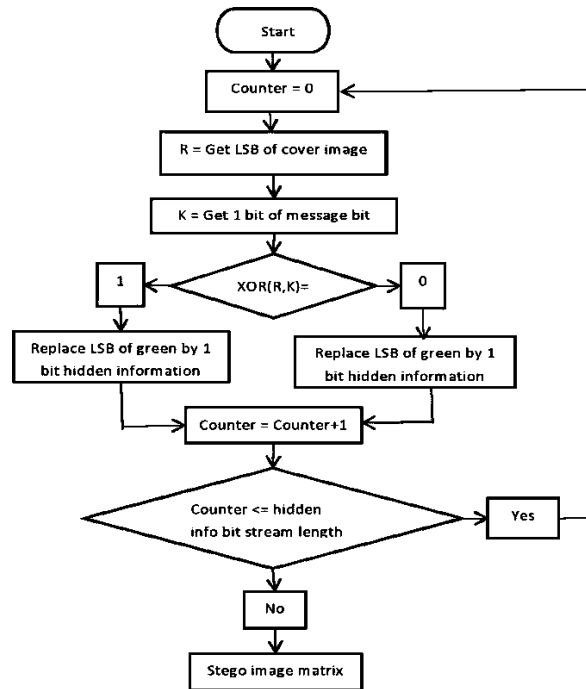 Start
Counter = 0
R = Get LSB of cover image
K = Get 1 bit of message bit
1
XOR(R,K)=
0
Replace LSB of green by 1
bit hidden information
Replace LSB of green by 1
bit hidden information
Counter = Counter+1
Counter <= hidden
info bit stream length
Yes
No
Stego image matrix